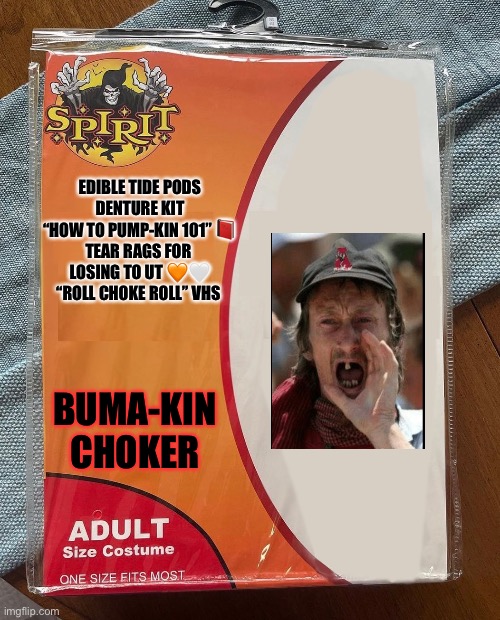 SPIRIT
EDIBLE TIDE PODS
DENTURE KIT
“HOW TO PUMP-KIN 101” 📕
TEAR RAGS FOR
LOSING TO UT 🧡🤍
“ROLL CHOKE ROLL” VHS
BUMA-KIN
CHOKER
ADULT
Size Costume
ONE SIZE FITS MOST
imgflip.com